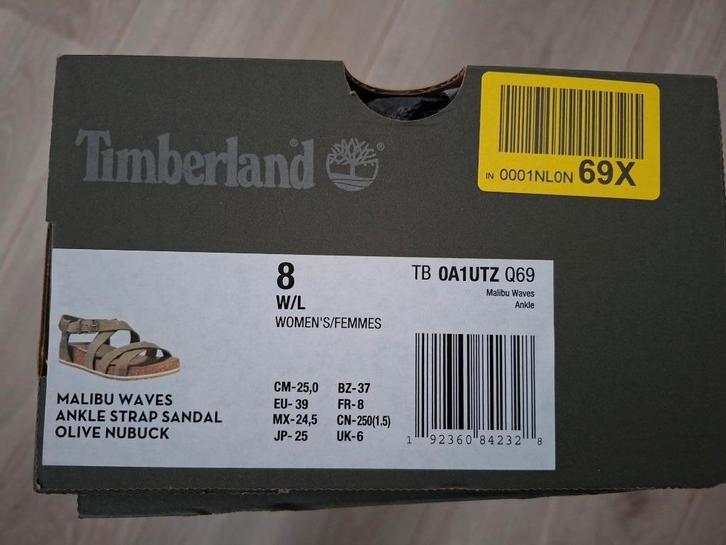 Timberland ®
IN 0001NL0N 69X
8
W/L
WOMEN'S/FEMMES
TB 0A1UTZ Q69
Malibu Waves
Ankle
MALIBU WAVES
ANKLE STRAP SANDAL
OLIVE NUBUCK
CM-25,0 BZ-37
EU-39 FR-8
MX-24,5 CN-250(1.5)
JP-25 UK-6
1 92360 84232 8